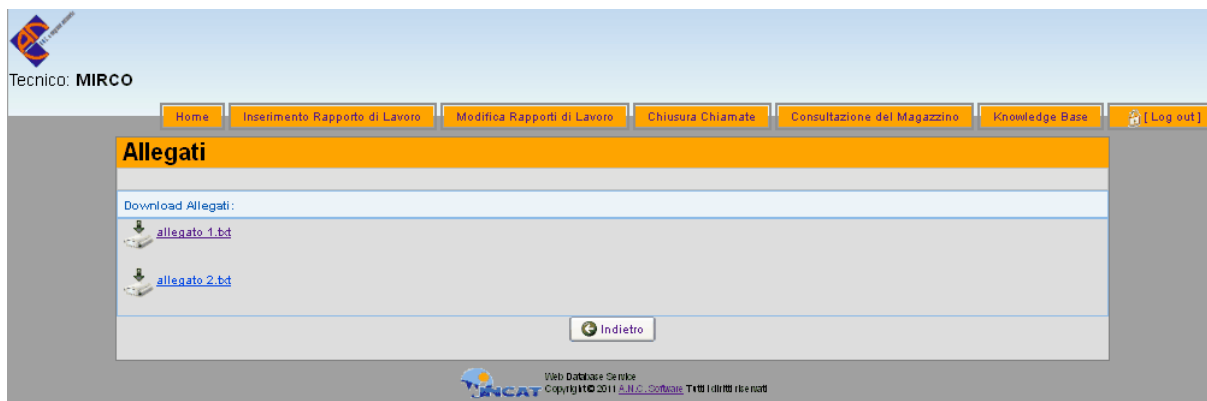 Tecnico: MIRCO
Home Inserimento Rapporto di Lavoro Modifica Rapporti di Lavoro Chiusura Chiamate Consultazione del Magazzino Knowledge Base [ Log out ]
Allegati
Download Allegati:
allegato 1.txt
allegato 2.txt
Indietro
Web Database Service
Copyright © 2011 A.N.C. Software Tutti i diritti riservati